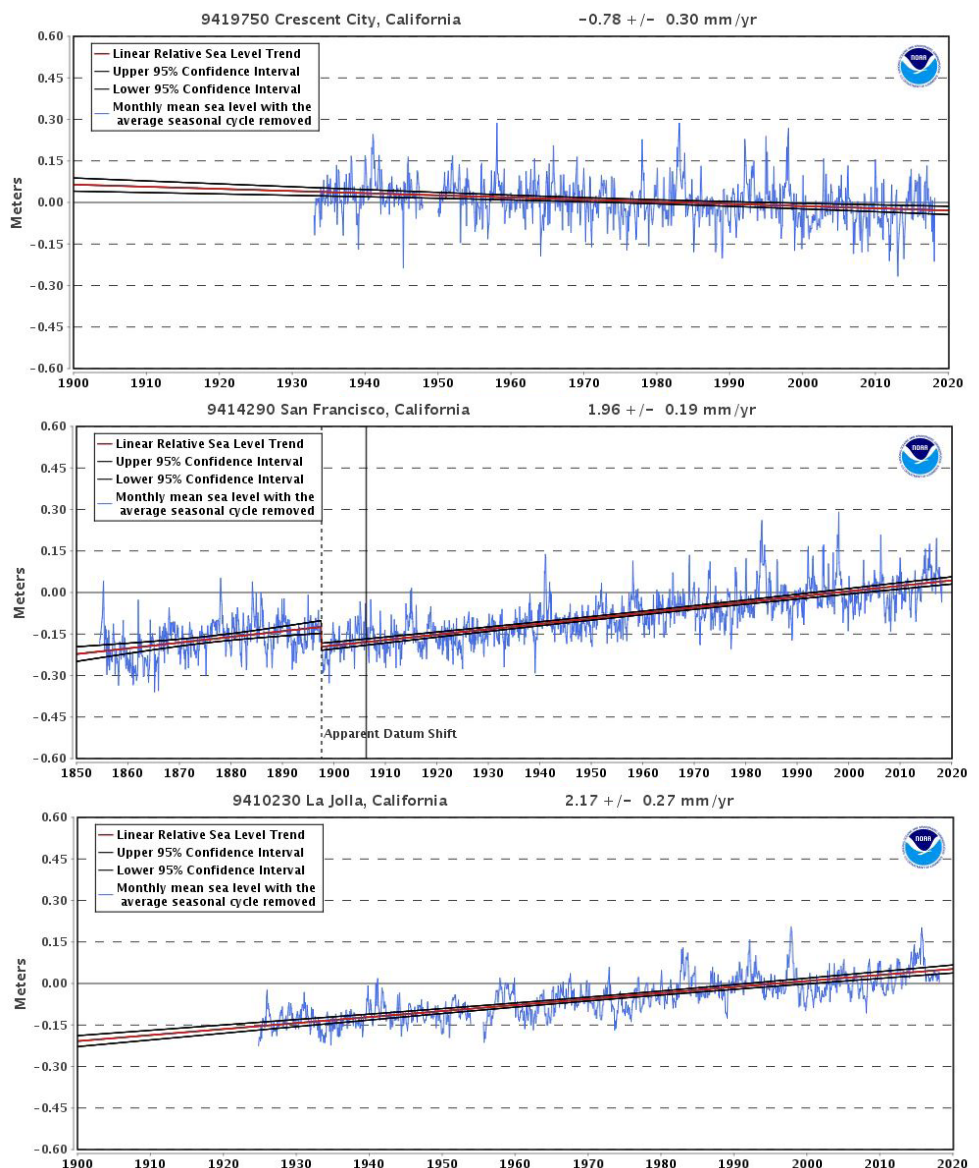 9419750 Crescent City, California −0.78 +/− 0.30 mm/yr
0.60
Linear Relative Sea Level Trend
Upper 95% Confidence Interval
Lower 95% Confidence Interval
Monthly mean sea level with the
average seasonal cycle removed
NOAA
0.45
0.30
0.15
0.00
−0.15
−0.30
−0.45
−0.60
Meters
1900 1910 1920 1930 1940 1950 1960 1970 1980 1990 2000 2010 2020
9414290 San Francisco, California 1.96 +/− 0.19 mm/yr
0.60
Linear Relative Sea Level Trend
Upper 95% Confidence Interval
Lower 95% Confidence Interval
Monthly mean sea level with the
average seasonal cycle removed
NOAA
0.45
0.30
0.15
0.00
−0.15
−0.30
−0.45
−0.60
Meters
Apparent Datum Shift
1850 1860 1870 1880 1890 1900 1910 1920 1930 1940 1950 1960 1970 1980 1990 2000 2010 2020
9410230 La Jolla, California 2.17 +/− 0.27 mm/yr
0.60
Linear Relative Sea Level Trend
Upper 95% Confidence Interval
Lower 95% Confidence Interval
Monthly mean sea level with the
average seasonal cycle removed
NOAA
0.45
0.30
0.15
0.00
−0.15
−0.30
−0.45
−0.60
Meters
1900 1910 1920 1930 1940 1950 1960 1970 1980 1990 2000 2010 2020